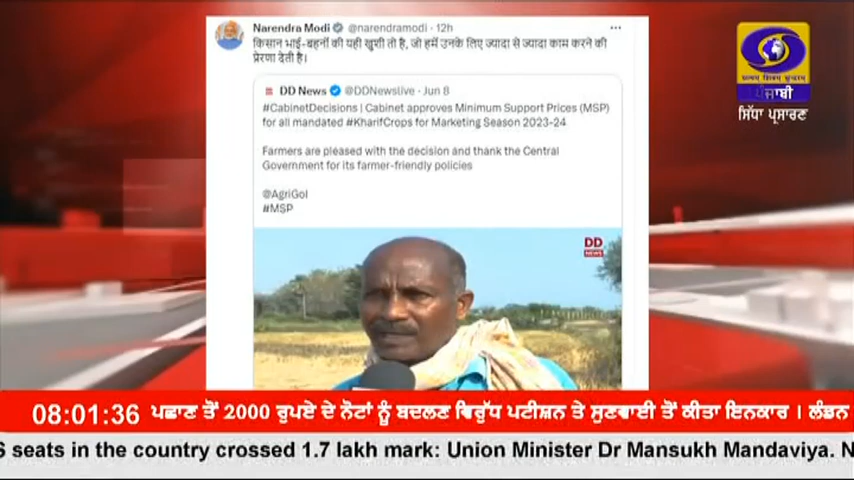 Narendra Modi @narendramodi · 12h
किसान भाई-बहनों की यही खुशी तो है, जो हमें उनके लिए ज्यादा से ज्यादा काम करने की
प्रेरणा देती है।
DD News @DDNewslive · Jun 8
#CabinetDecisions | Cabinet approves Minimum Support Prices (MSP)
for all mandated #KharifCrops for Marketing Season 2023-24
Farmers are pleased with the decision and thank the Central
Government for its farmer-friendly policies
@AgriGoI
#MSP
DD
NEWS
सत्यम् शिवम् सुन्दरम्
ਪੰਜਾਬੀ
ਸਿੱਧਾ ਪ੍ਰਸਾਰਣ
08:01:36 ਪਛਾਣ ਤੋਂ 2000 ਰੁਪਏ ਦੇ ਨੋਟਾਂ ਨੂੰ ਬਦਲਣ ਵਿਰੁੱਧ ਪਟੀਸ਼ਨ ਤੇ ਸੁਣਵਾਈ ਤੋਂ ਕੀਤਾ ਇਨਕਾਰ । ਲੰਡਨ
seats in the country crossed 1.7 lakh mark: Union Minister Dr Mansukh Mandaviya. N